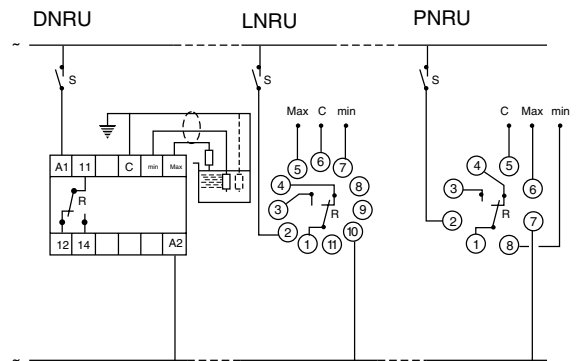 DNRU LNRU PNRU
~ ~
S S S
Max C min
C Max min
A1 11 C min Max
R
12 14 A2
5 6 7
4 8
3 R 9
2 1 11 10
4 5
3 6
2 R 7
1 8
~ ~